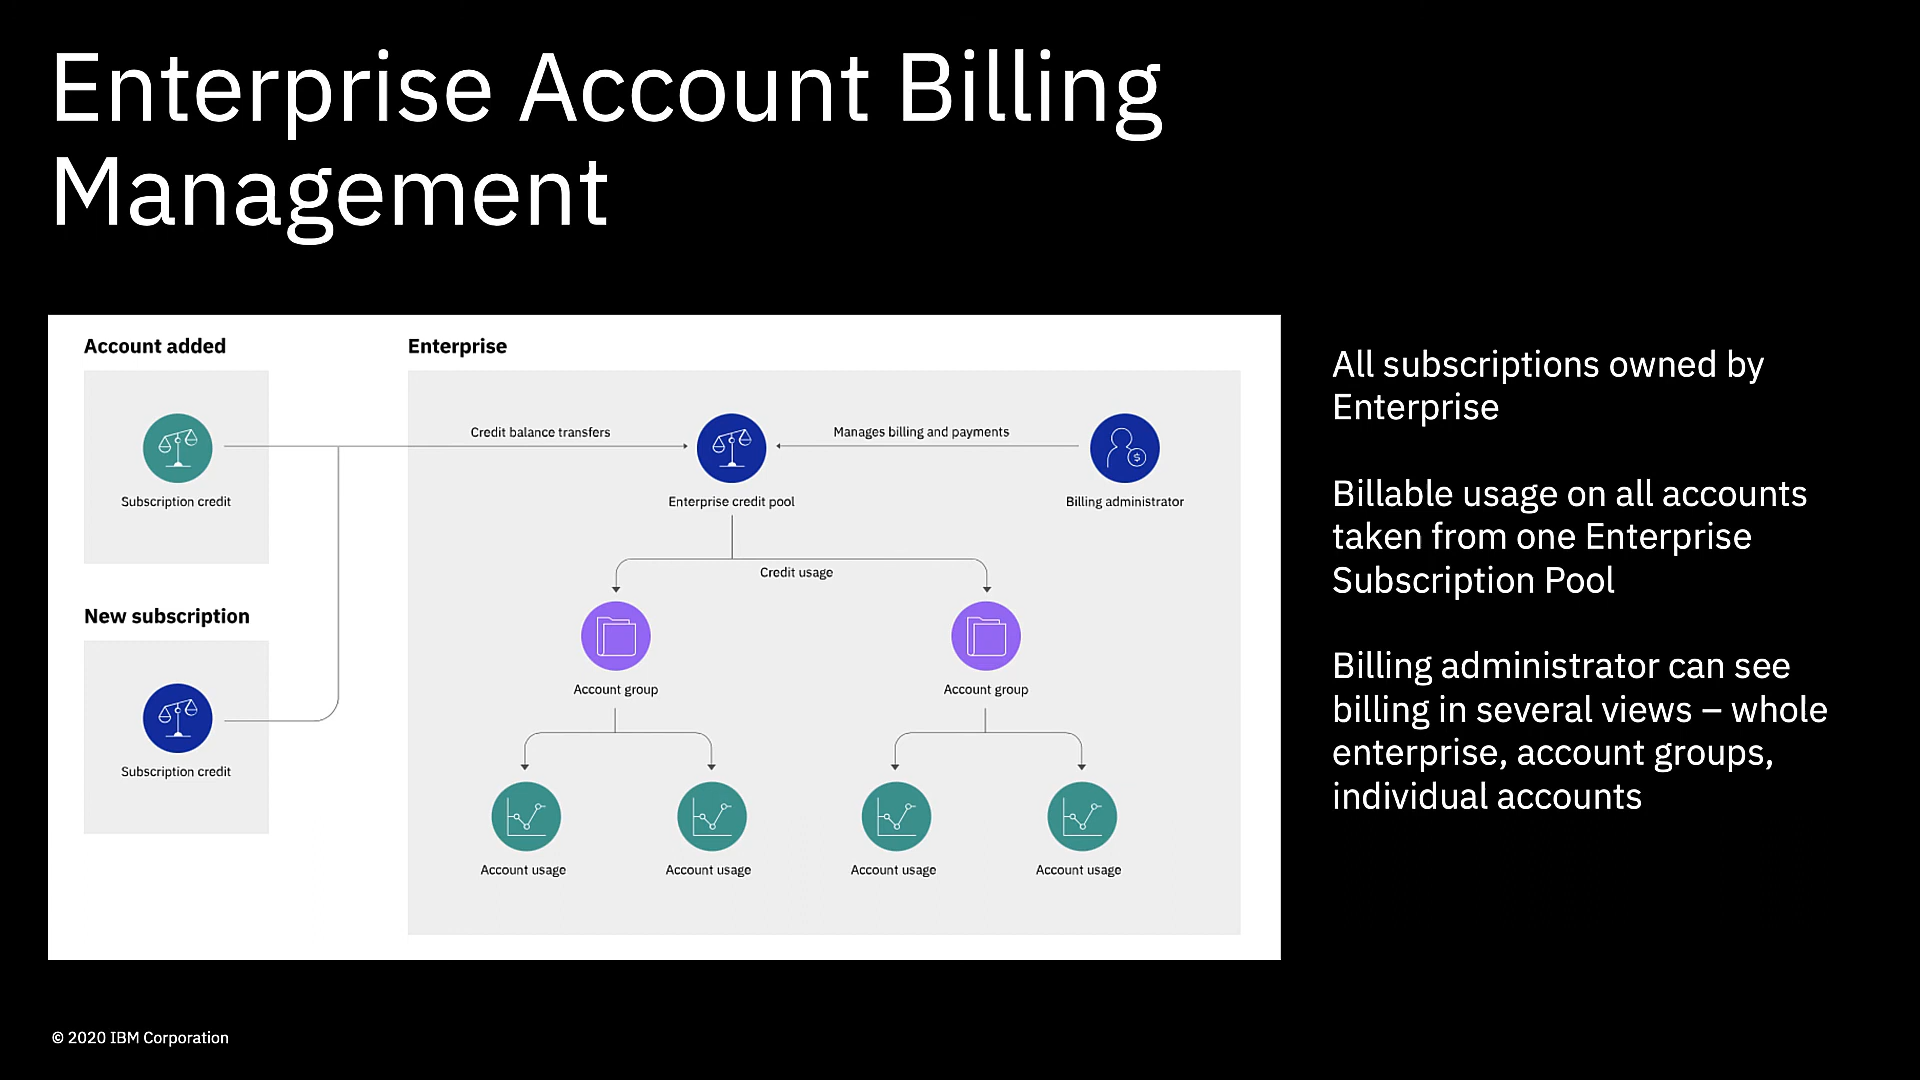 Enterprise Account Billing
Management
Account added
Enterprise
Credit balance transfers
Manages billing and payments
$
Subscription credit
Enterprise credit pool
Billing administrator
Credit usage
New subscription
Account group
Account group
Subscription credit
Account usage
Account usage
Account usage
Account usage
All subscriptions owned by
Enterprise
Billable usage on all accounts
taken from one Enterprise
Subscription Pool
Billing administrator can see
billing in several views – whole
enterprise, account groups,
individual accounts
© 2020 IBM Corporation